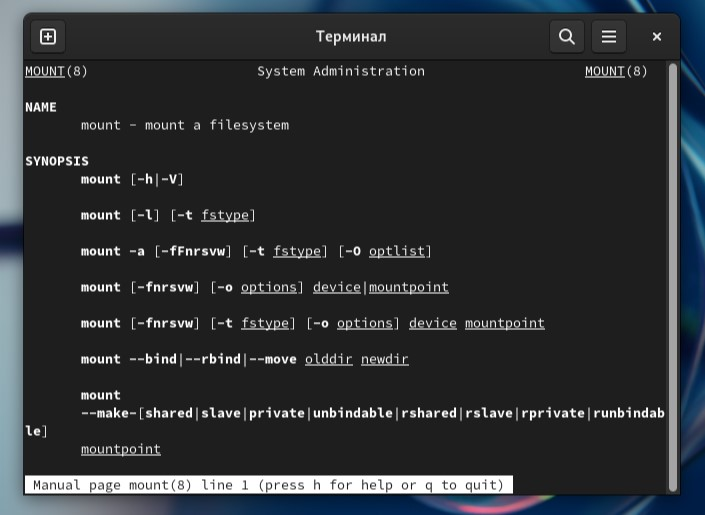 Терминал
MOUNT(8) System Administration MOUNT(8)
NAME
mount - mount a filesystem
SYNOPSIS
mount [-h|-V]
mount [-l] [-t fstype]
mount -a [-fFnrsvw] [-t fstype] [-O optlist]
mount [-fnrsvw] [-o options] device|mountpoint
mount [-fnrsvw] [-t fstype] [-o options] device mountpoint
mount --bind|--rbind|--move olddir newdir
mount
--make-[shared|slave|private|unbindable|rshared|rslave|rprivate|runbindab
le]
mountpoint
Manual page mount(8) line 1 (press h for help or q to quit)